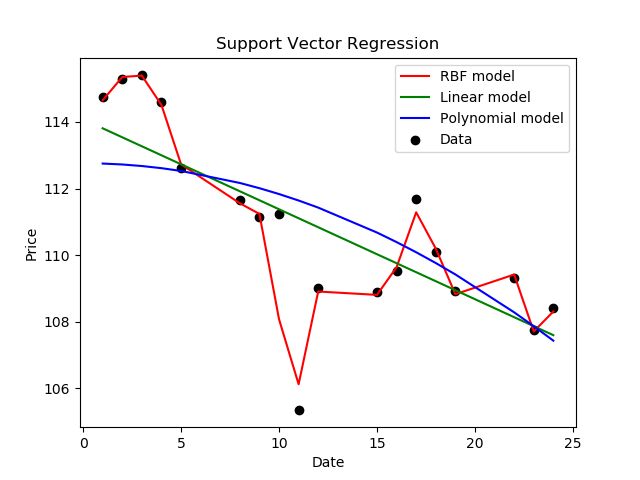 Support Vector Regression
RBF model
Linear model
Polynomial model
Data
114
112
110
108
106
Price
0
5
10
15
20
25
Date